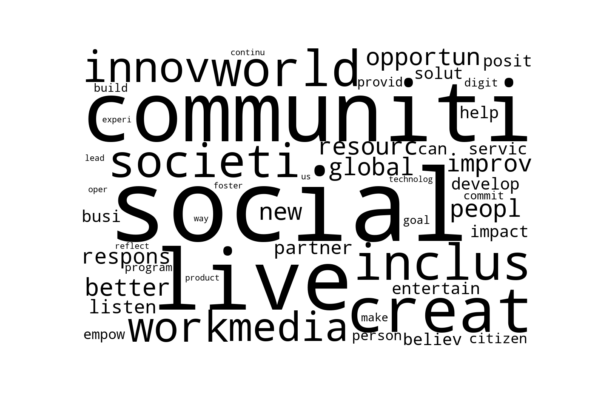 continu
innov world opportun posit
solut
build provid digit
communiti
experi help
resourc can. servic
societi global improv
lead us technolog
oper foster social develop
commit
busi way new goal peopl
impact
reflect partner
respons program live inclus
product
better entertain
listen creat
empow work media make
person believ citizen